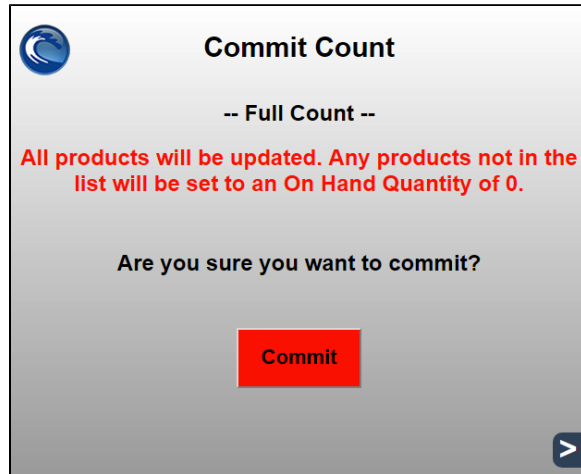 Commit Count
-- Full Count --
All products will be updated. Any products not in the
list will be set to an On Hand Quantity of 0.
Are you sure you want to commit?
Commit
>